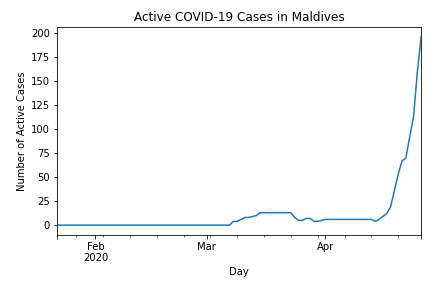 Active COVID-19 Cases in Maldives
Number of Active Cases
200
175
150
125
100
75
50
25
0
Feb
2020
Mar
Apr
Day